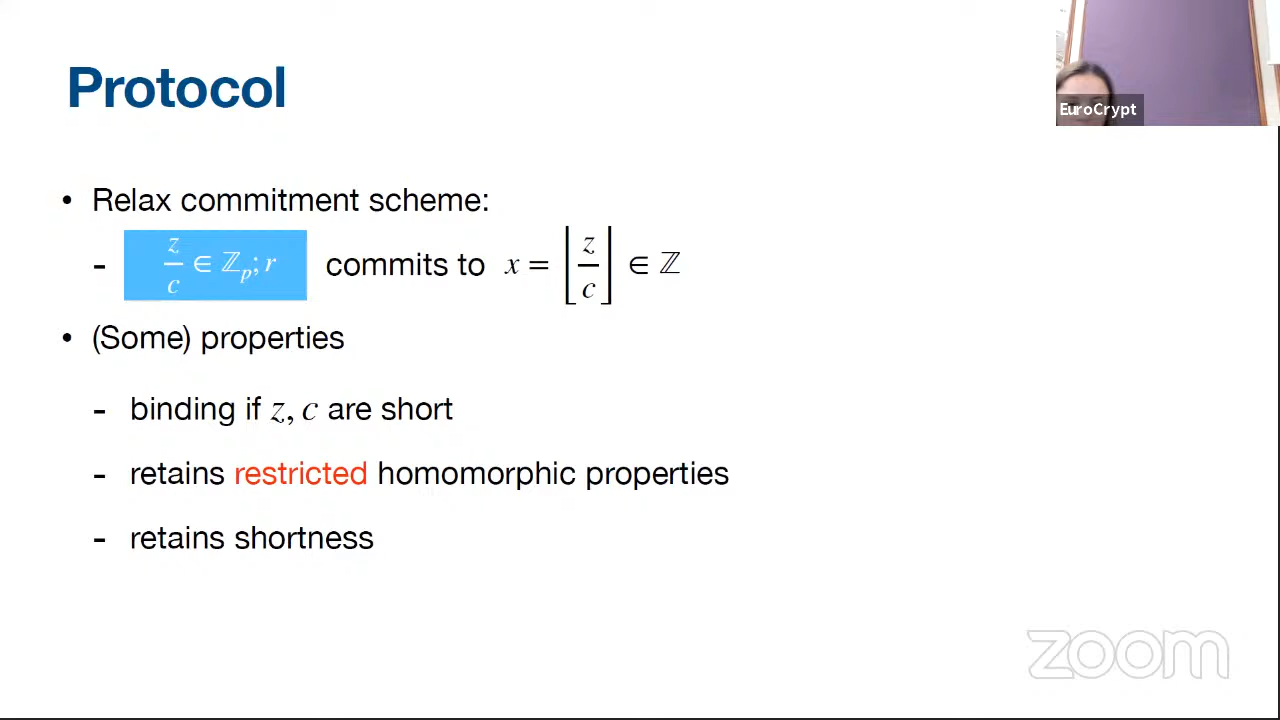 Protocol
EuroCrypt
• Relax commitment scheme:
- z/c ∈ ℤp; r commits to x = ⌊z/c⌋ ∈ ℤ
• (Some) properties
- binding if z, c are short
- retains restricted homomorphic properties
- retains shortness
zoom